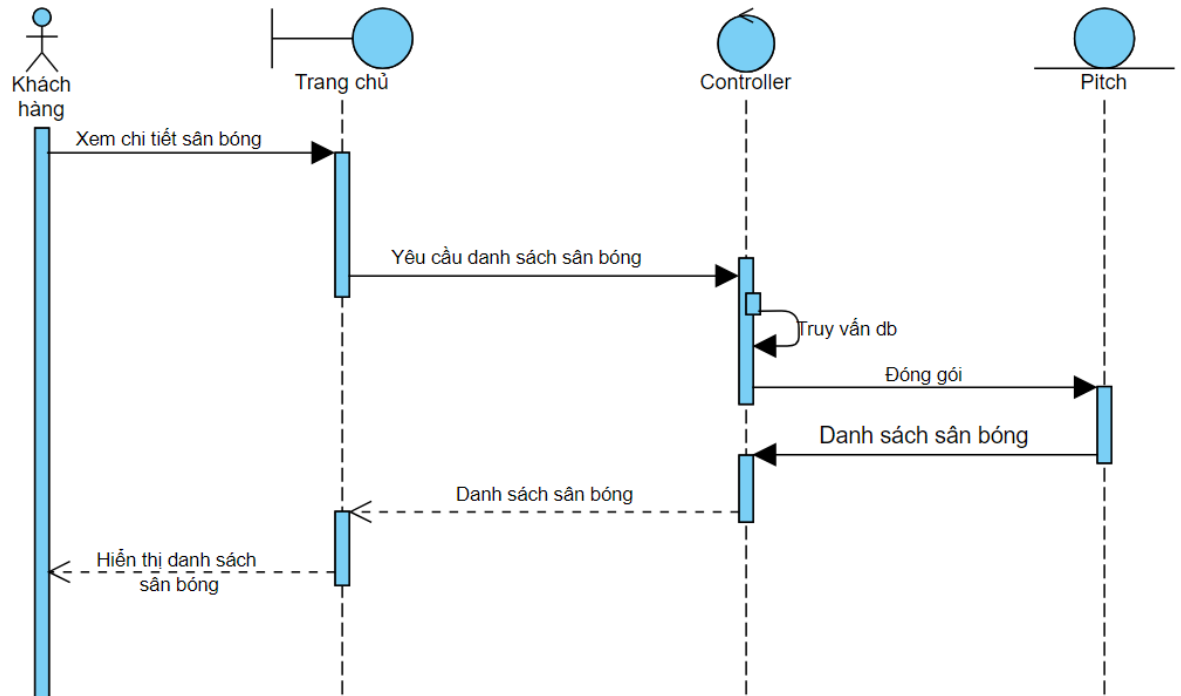 Khách
hàng
Trang chủ
Controller
Pitch
Xem chi tiết sân bóng
Yêu cầu danh sách sân bóng
Truy vấn db
Đóng gói
Danh sách sân bóng
Danh sách sân bóng
Hiển thị danh sách
sân bóng